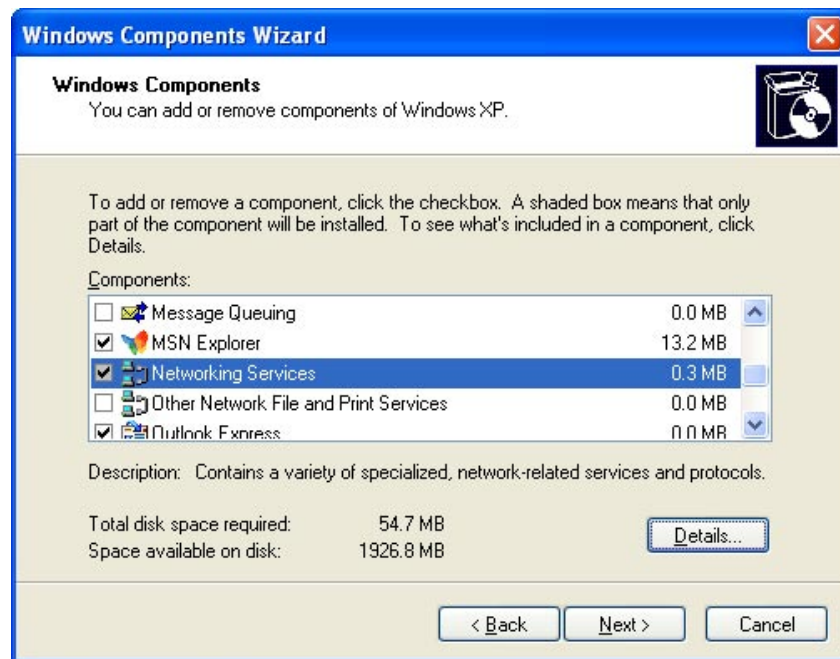 Windows Components Wizard
Windows Components
You can add or remove components of Windows XP.
To add or remove a component, click the checkbox. A shaded box means that only
part of the component will be installed. To see what's included in a component, click
Details.
Components:
Message Queuing 0.0 MB
MSN Explorer 13.2 MB
Networking Services 0.3 MB
Other Network File and Print Services 0.0 MB
Outlook Express 0.0 MB
Description: Contains a variety of specialized, network-related services and protocols.
Total disk space required: 54.7 MB
Space available on disk: 1926.8 MB
Details...
< Back Next > Cancel